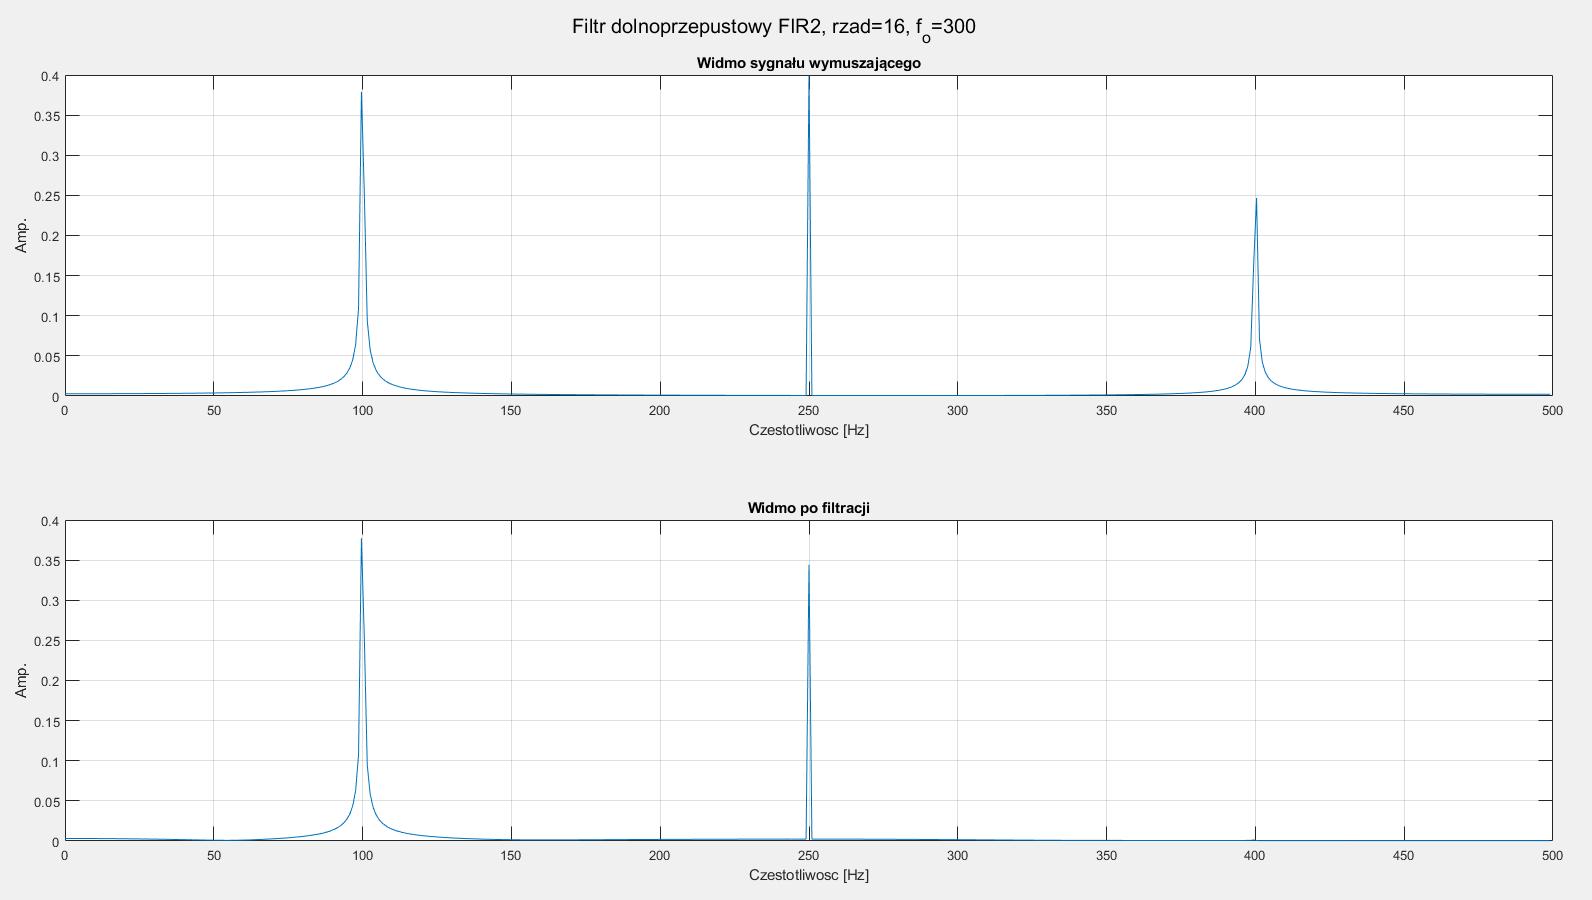 Filtr dolnoprzepustowy FIR2, rzad=16, f_o=300
Widmo sygnału wymuszającego
0.4
0.35
0.3
0.25
0.2
0.15
0.1
0.05
0
Amp.
0 50 100 150 200 250 300 350 400 450 500
Czestotliwosc [Hz]
Widmo po filtracji
0.4
0.35
0.3
0.25
0.2
0.15
0.1
0.05
0
Amp.
0 50 100 150 200 250 300 350 400 450 500
Czestotliwosc [Hz]